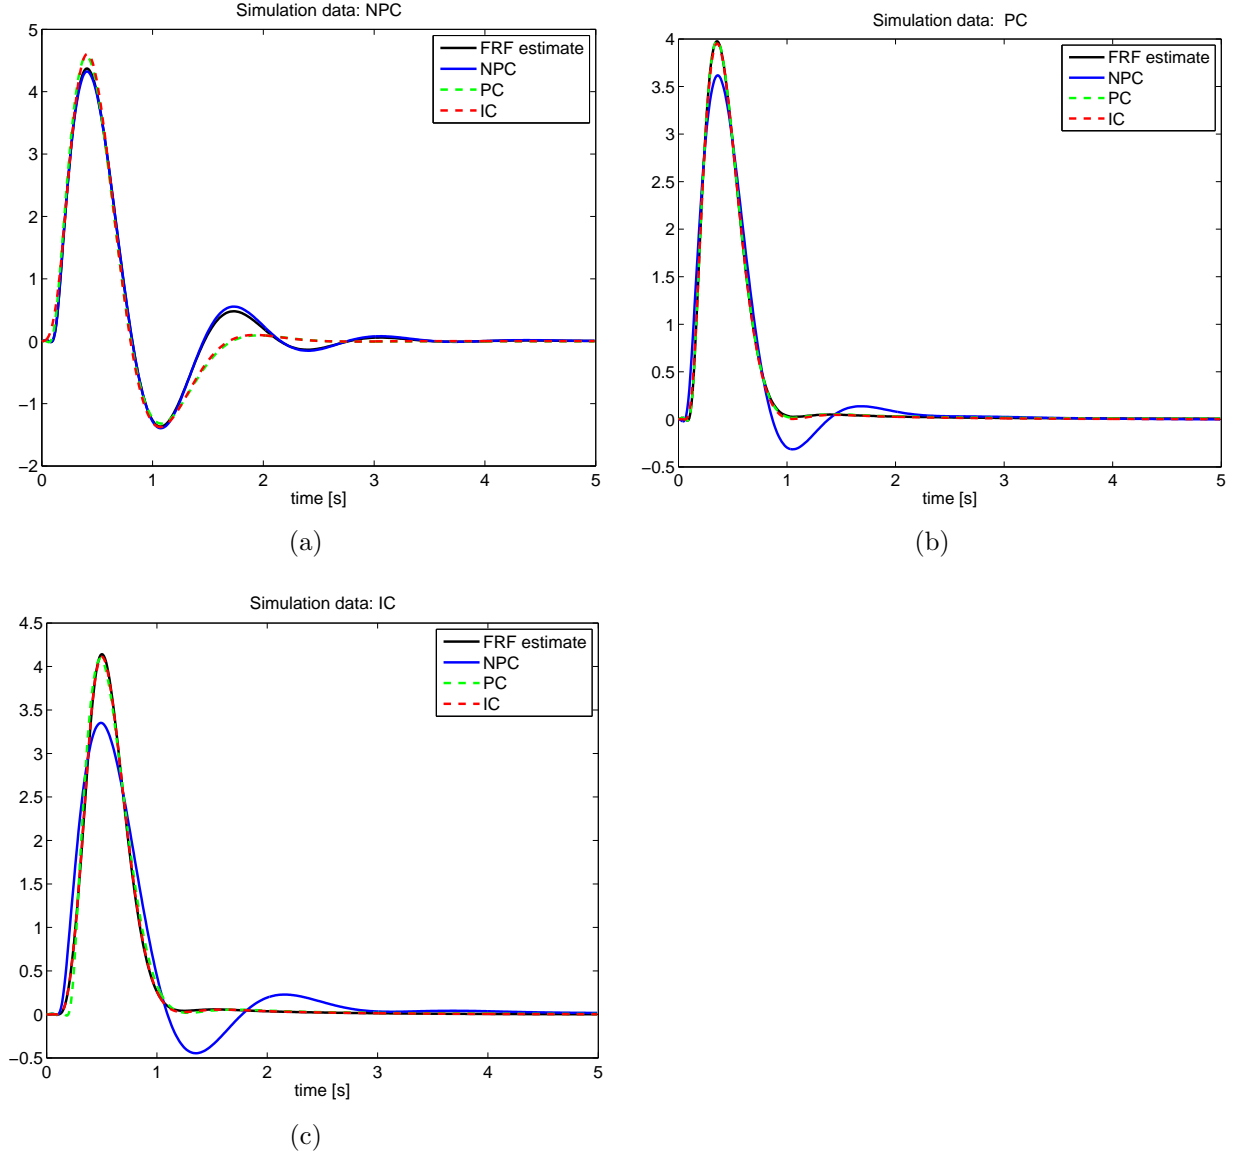 Simulation data: NPC
5
4
3
2
1
0
−1
−2
0 1 2 3 4 5
time [s]
FRF estimate
NPC
PC
IC
(a)
Simulation data: PC
4
3.5
3
2.5
2
1.5
1
0.5
0
−0.5
0 1 2 3 4 5
time [s]
FRF estimate
NPC
PC
IC
(b)
Simulation data: IC
4.5
4
3.5
3
2.5
2
1.5
1
0.5
0
−0.5
0 1 2 3 4 5
time [s]
FRF estimate
NPC
PC
IC
(c)